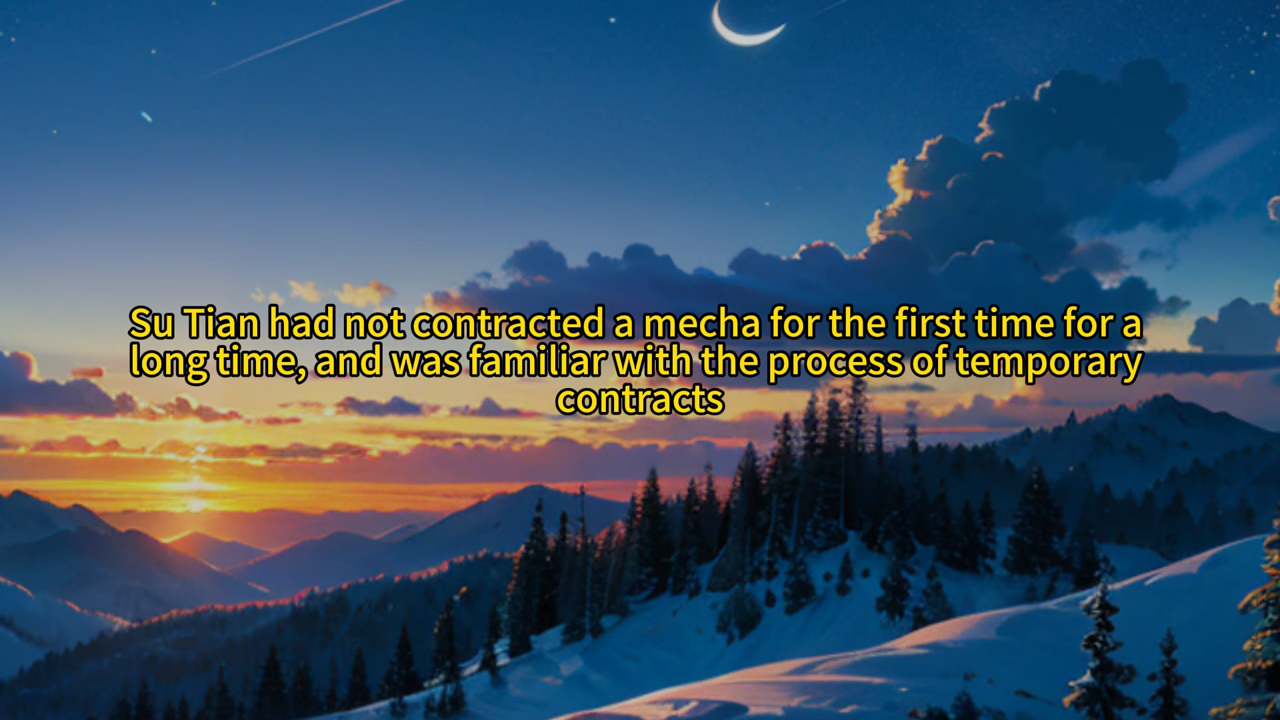 Su Tian had not contracted a mecha for the first time for a
long time, and was familiar with the process of temporary
contracts